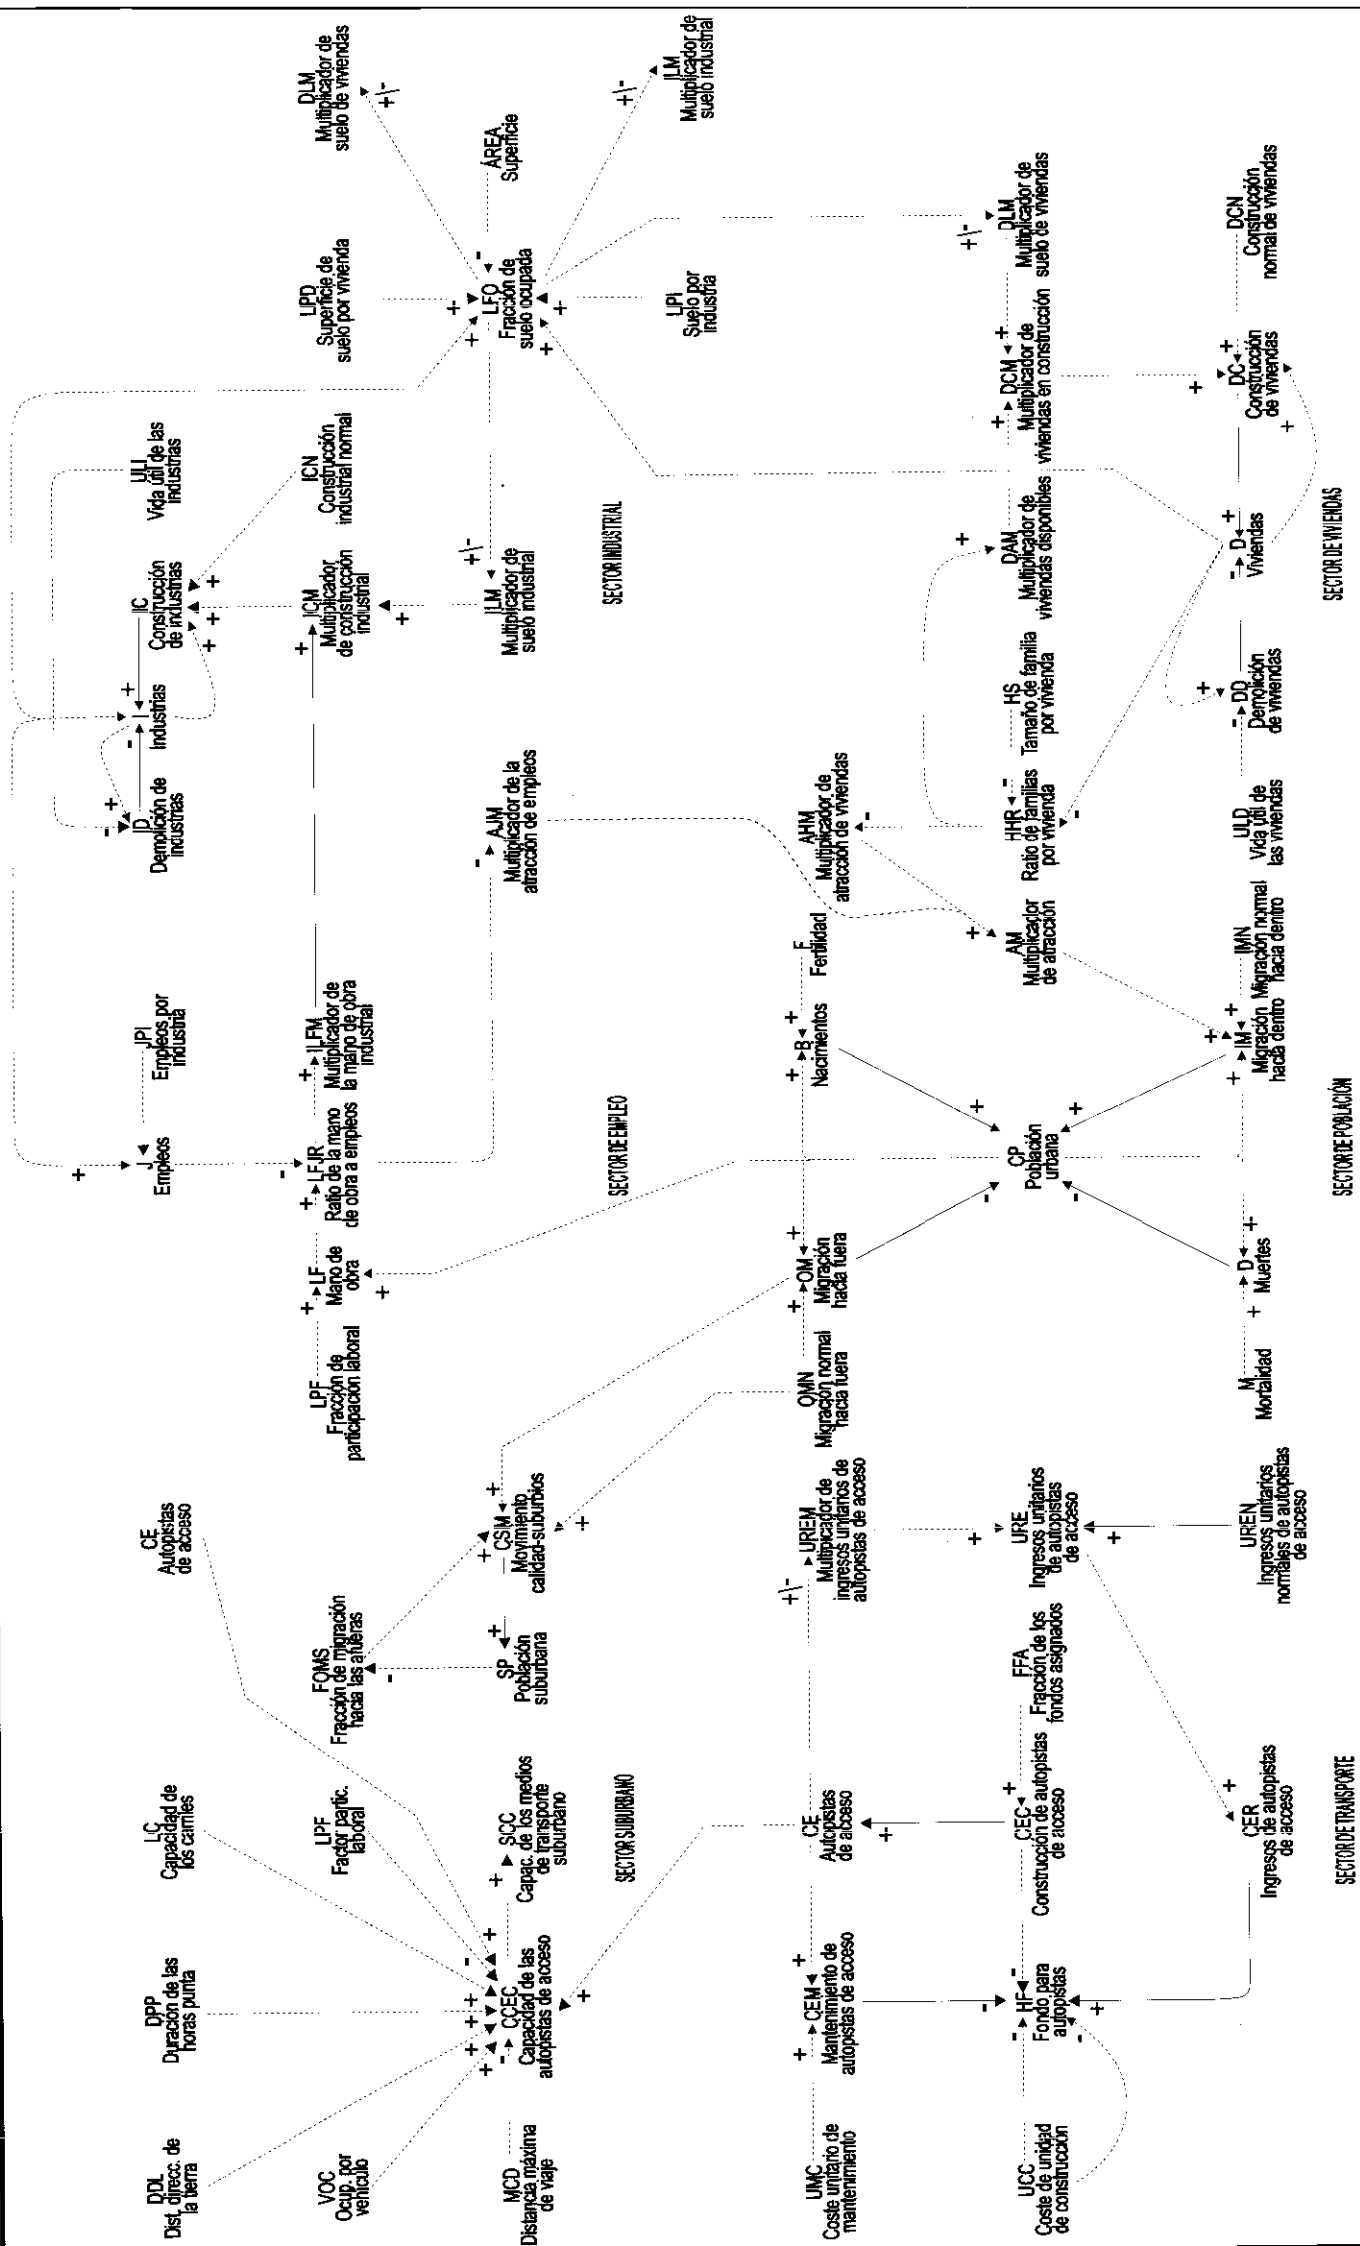 DDL
Dist. direcc. de
la tierra
DPP
Duración de las
horas punta
LC
Capacidad de
los carriles
CE
Autopistas
de acceso
J
Empleos
JPI
Empleos por
industria
ID
Demolición de
industrias
I
Industrias
IC
Construcción
de industrias
ULI
Vida útil de las
industrias
VOC
Ocup. por
vehículo
LPF
Factor partic.
laboral
FOMS
Fracción de migración
hacia las afueras
LPF
Fracción de
participación laboral
LF
Mano de
obra
LFJR
Ratio de la mano
de obra a empleos
ILFM
Multiplicador de
la mano de obra
industrial
ICM
Multiplicador
de construcción
industrial
ICN
Construcción
industrial normal
LPD
Superficie de
suelo por vivienda
DLM
Multiplicador de
suelo de viviendas
MCD
Distancia máxima
de viaje
CCEC
Capacidad de las
autopistas de acceso
SCC
Capac. de los medios
de transporte
suburbano
SP
Población
suburbana
CSM
Movimiento
calidad-suburbios
AJM
Multiplicador de la
atracción de empleos
ILM
Multiplicador de
suelo industrial
LFO
Fracción de
suelo ocupada
ÁREA
Superficie
SECTOR SUBURBANO
SECTOR DE EMPLEO
SECTOR INDUSTRIAL
LPI
Suelo por
industria
ILM
Multiplicador de
suelo industrial
UMC
Coste unitario de
mantenimiento
CEM
Mantenimiento de
autopistas de acceso
CE
Autopistas
de acceso
UREM
Multiplicador de
ingresos unitarios de
autopistas de acceso
OMN
Migración normal
hacia fuera
OM
Migración
hacia fuera
B
Nacimientos
F
Fertilidad
AHM
Multiplicador de
atracción de viviendas
UCC
Coste de unidad
de construcción
HF
Fondo para
autopistas
CEC
Construcción de autopistas
de acceso
FFA
Fracción de los
fondos asignados
URE
Ingresos unitarios
de autopistas
de acceso
CP
Población
urbana
AM
Multiplicador
de atracción
HHR
Ratio de familias
por vivienda
HS
Tamaño de familia
por vivienda
DAM
Multiplicador de
viviendas disponibles
DCM
Multiplicador de
viviendas en construcción
DLM
Multiplicador de
suelo de viviendas
CER
Ingresos de autopistas
de acceso
UREN
Ingresos unitarios
normales de autopistas
de acceso
M
Mortalidad
D
Muertes
IM
Migración
hacia dentro
IMN
Migración normal
hacia dentro
ULD
Vida útil de
las viviendas
DD
Demolición
de viviendas
D
Viviendas
DC
Construcción
de viviendas
DCN
Construcción
normal de viviendas
SECTOR DE TRANSPORTE
SECTOR DE POBLACIÓN
SECTOR DE VIVIENDAS